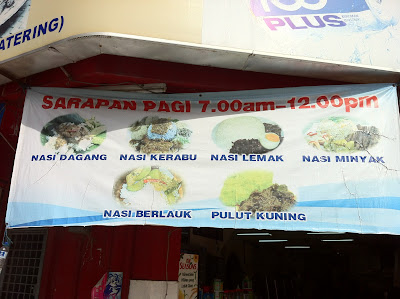 ATERING)
100
PLUS
SARAPAN PAGI 7.00am-12.00pm
NASI DAGANG NASI KERABU NASI LEMAK NASI MINYAK
NASI BERLAUK PULUT KUNING
SEASONS